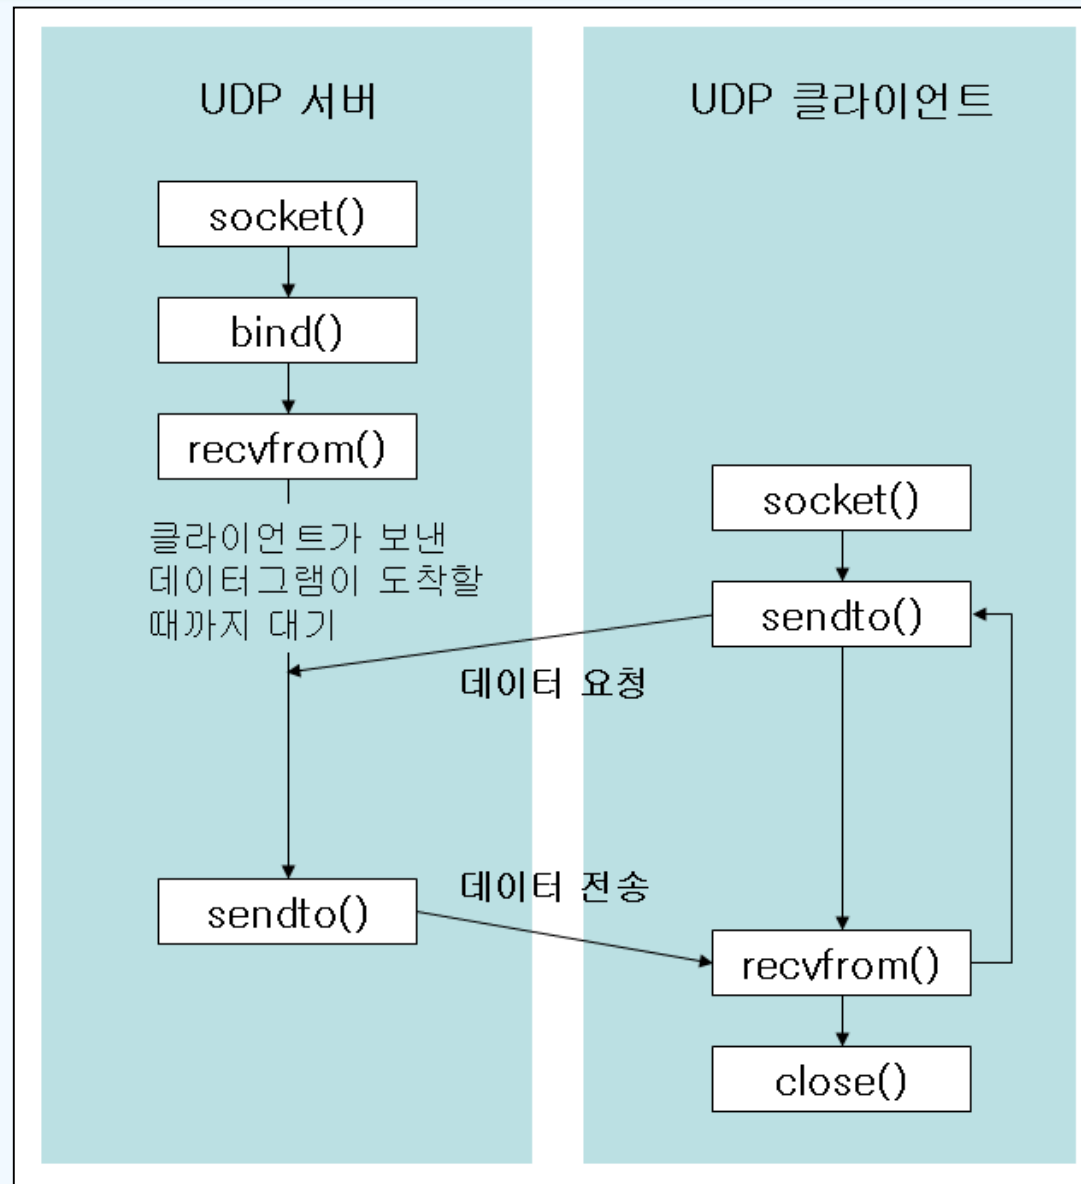 UDP 서버
socket()
bind()
recvfrom()
클라이언트가 보낸
데이터그램이 도착할
때까지 대기
sendto()
UDP 클라이언트
socket()
sendto()
데이터 요청
데이터 전송
recvfrom()
close()